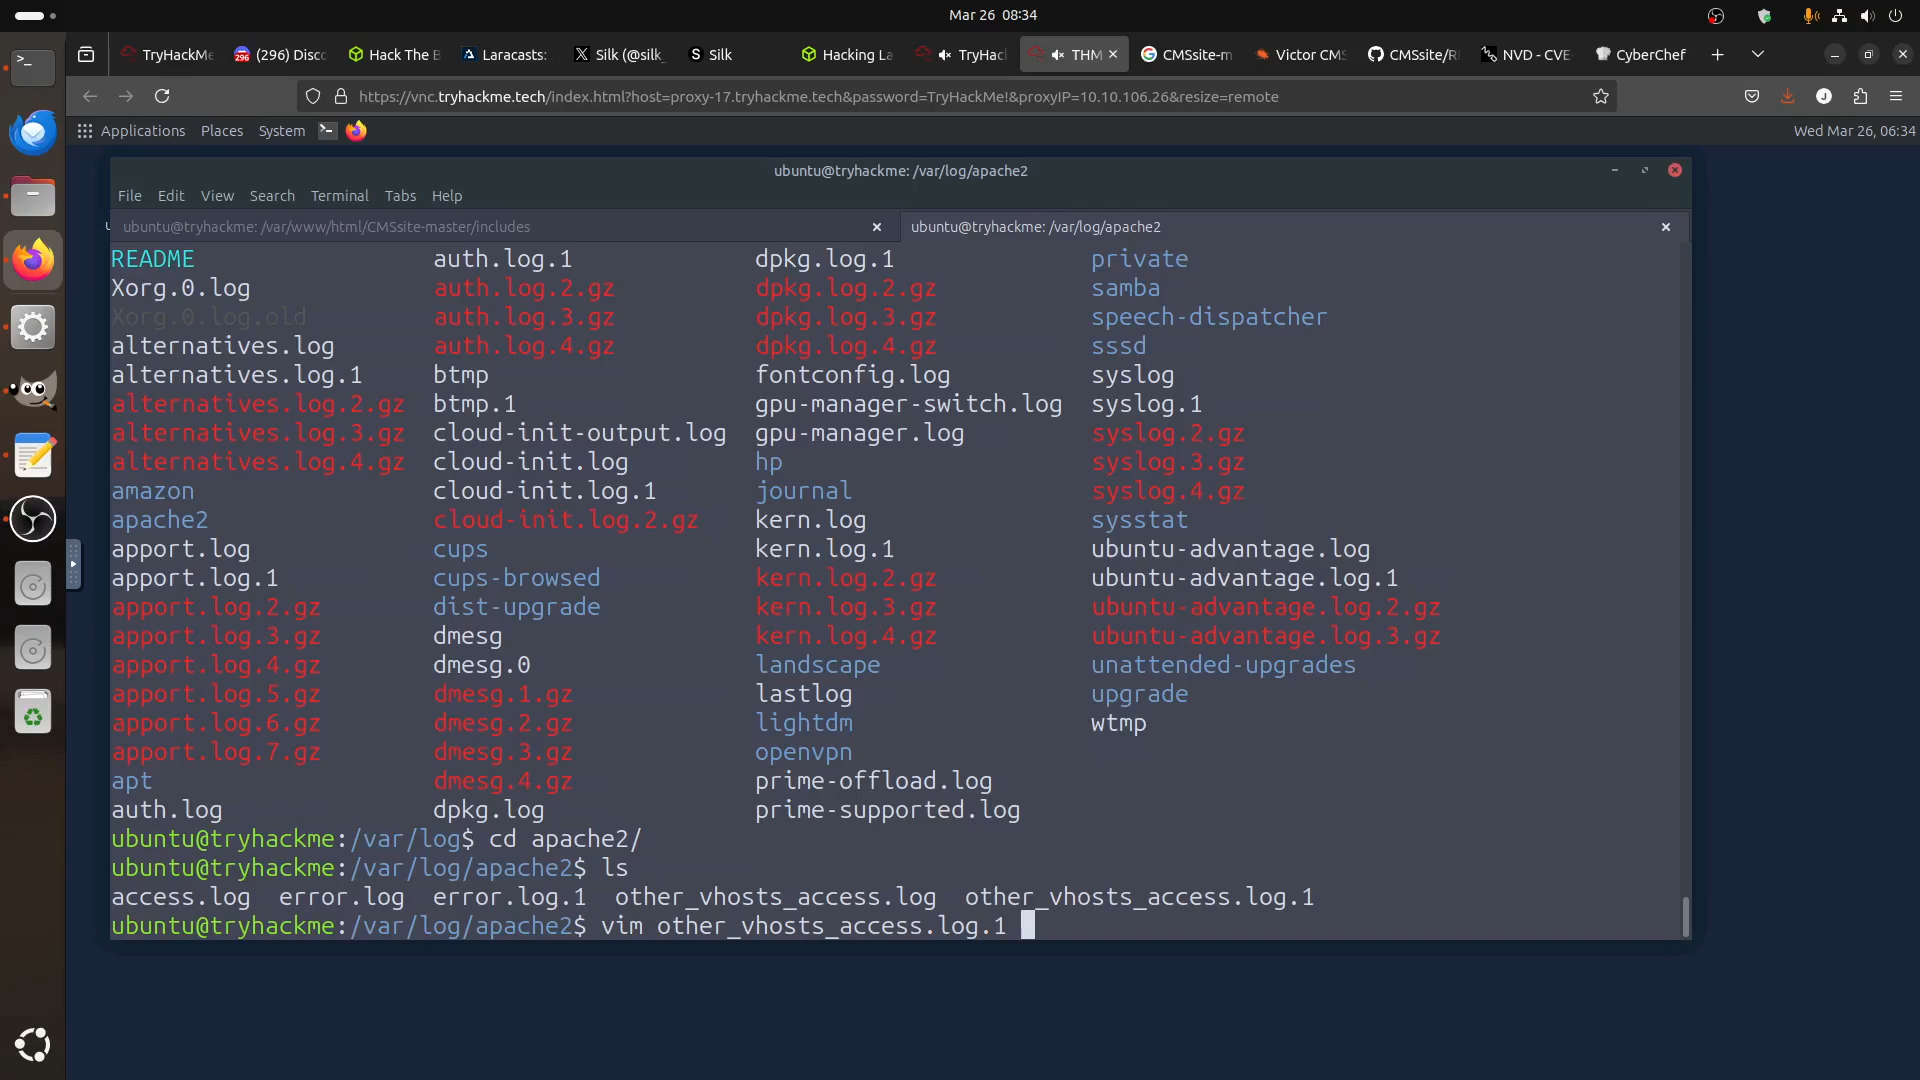 Mar 26 08:34
TryHackMe
(296) Disco
Hack The B
Laracasts:
Silk (@silk_
Silk
Hacking La
TryHac
THM
CMSsite-m
Victor CMS
CMSsite/RE
NVD - CVE-
CyberChef
https://vnc.tryhackme.tech/index.html?host=proxy-17.tryhackme.tech&password=TryHackMe!&proxyIP=10.10.106.26&resize=remote
Applications Places System Wed Mar 26, 06:34
ubuntu@tryhackme: /var/log/apache2
File Edit View Search Terminal Tabs Help
ubuntu@tryhackme: /var/www/html/CMSsite-master/includes ubuntu@tryhackme: /var/log/apache2
README auth.log.1 dpkg.log.1 private
Xorg.0.log auth.log.2.gz dpkg.log.2.gz samba
Xorg.0.log.old auth.log.3.gz dpkg.log.3.gz speech-dispatcher
alternatives.log auth.log.4.gz dpkg.log.4.gz sssd
alternatives.log.1 btmp fontconfig.log syslog
alternatives.log.2.gz btmp.1 gpu-manager-switch.log syslog.1
alternatives.log.3.gz cloud-init-output.log gpu-manager.log syslog.2.gz
alternatives.log.4.gz cloud-init.log hp syslog.3.gz
amazon cloud-init.log.1 journal syslog.4.gz
apache2 cloud-init.log.2.gz kern.log sysstat
apport.log cups kern.log.1 ubuntu-advantage.log
apport.log.1 cups-browsed kern.log.2.gz ubuntu-advantage.log.1
apport.log.2.gz dist-upgrade kern.log.3.gz ubuntu-advantage.log.2.gz
apport.log.3.gz dmesg kern.log.4.gz ubuntu-advantage.log.3.gz
apport.log.4.gz dmesg.0 landscape unattended-upgrades
apport.log.5.gz dmesg.1.gz lastlog upgrade
apport.log.6.gz dmesg.2.gz lightdm wtmp
apport.log.7.gz dmesg.3.gz openvpn
apt dmesg.4.gz prime-offload.log
auth.log dpkg.log prime-supported.log
ubuntu@tryhackme:/var/log$ cd apache2/
ubuntu@tryhackme:/var/log/apache2$ ls
access.log error.log error.log.1 other_vhosts_access.log other_vhosts_access.log.1
ubuntu@tryhackme:/var/log/apache2$ vim other_vhosts_access.log.1